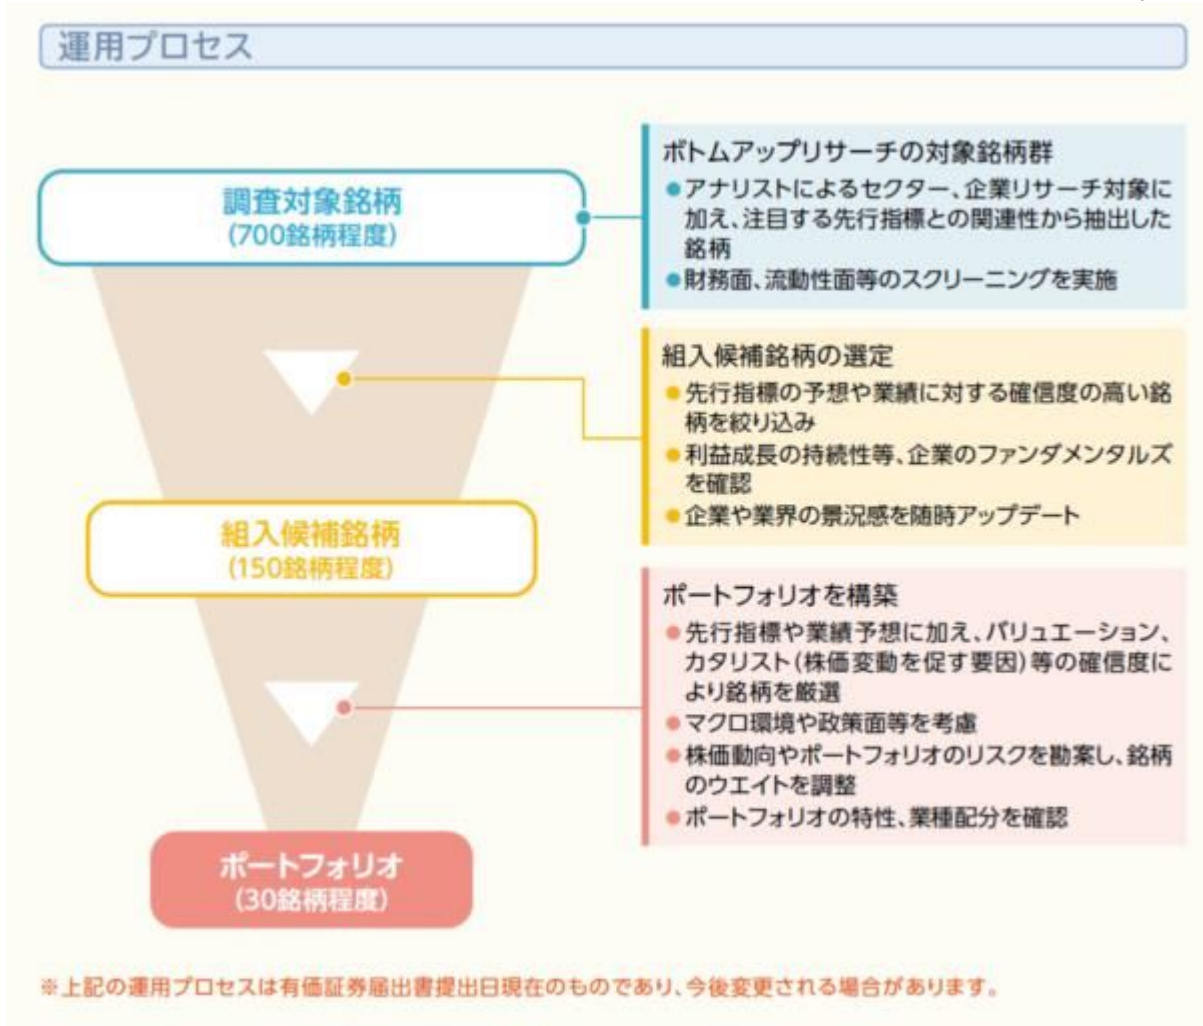 運用プロセス
調査対象銘柄
(700銘柄程度)
ボトムアップリサーチの対象銘柄群
●アナリストによるセクター、企業リサーチ対象に
加え、注目する先行指標との関連性から抽出した
銘柄
●財務面、流動性面等のスクリーニングを実施
組入候補銘柄の選定
●先行指標の予想や業績に対する確信度の高い銘
柄を絞り込み
●利益成長の持続性等、企業のファンダメンタルズ
を確認
●企業や業界の景況感を随時アップデート
組入候補銘柄
(150銘柄程度)
ポートフォリオを構築
●先行指標や業績予想に加え、バリュエーション、
カタリスト(株価変動を促す要因)等の確信度に
より銘柄を厳選
●マクロ環境や政策面等を考慮
●株価動向やポートフォリオのリスクを勘案し、銘柄
のウエイトを調整
●ポートフォリオの特性、業種配分を確認
ポートフォリオ
(30銘柄程度)
※上記の運用プロセスは有価証券届出書提出日現在のものであり、今後変更される場合があります。